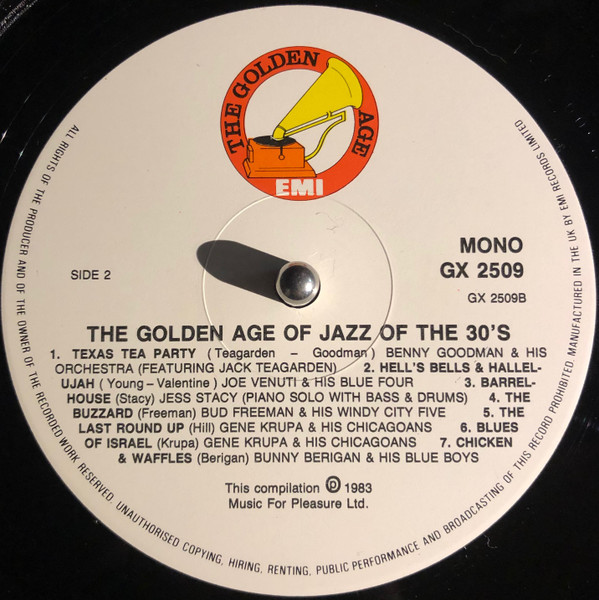 THE GOLDEN AGE
EMI
MONO
GX 2509
SIDE 2
GX 2509B
THE GOLDEN AGE OF JAZZ OF THE 30'S
1. TEXAS TEA PARTY (Teagarden – Goodman) BENNY GOODMAN & HIS
ORCHESTRA (FEATURING JACK TEAGARDEN) 2. HELL'S BELLS & HALLEL-
UJAH (Young – Valentine) JOE VENUTI & HIS BLUE FOUR 3. BARREL-
HOUSE (Stacy) JESS STACY (PIANO SOLO WITH BASS & DRUMS) 4. THE
BUZZARD (Freeman) BUD FREEMAN & HIS WINDY CITY FIVE 5. THE
LAST ROUND UP (Hill) GENE KRUPA & HIS CHICAGOANS 6. BLUES
OF ISRAEL (Krupa) GENE KRUPA & HIS CHICAGOANS 7. CHICKEN
& WAFFLES (Berigan) BUNNY BERIGAN & HIS BLUE BOYS
This compilation ℗ 1983
Music For Pleasure Ltd.
ALL RIGHTS OF THE PRODUCER AND OF THE OWNER OF THE RECORDED WORK RESERVED. UNAUTHORISED COPYING, HIRING, RENTING, PUBLIC PERFORMANCE AND BROADCASTING OF THIS RECORD PROHIBITED. MANUFACTURED IN THE UK BY EMI RECORDS LIMITED